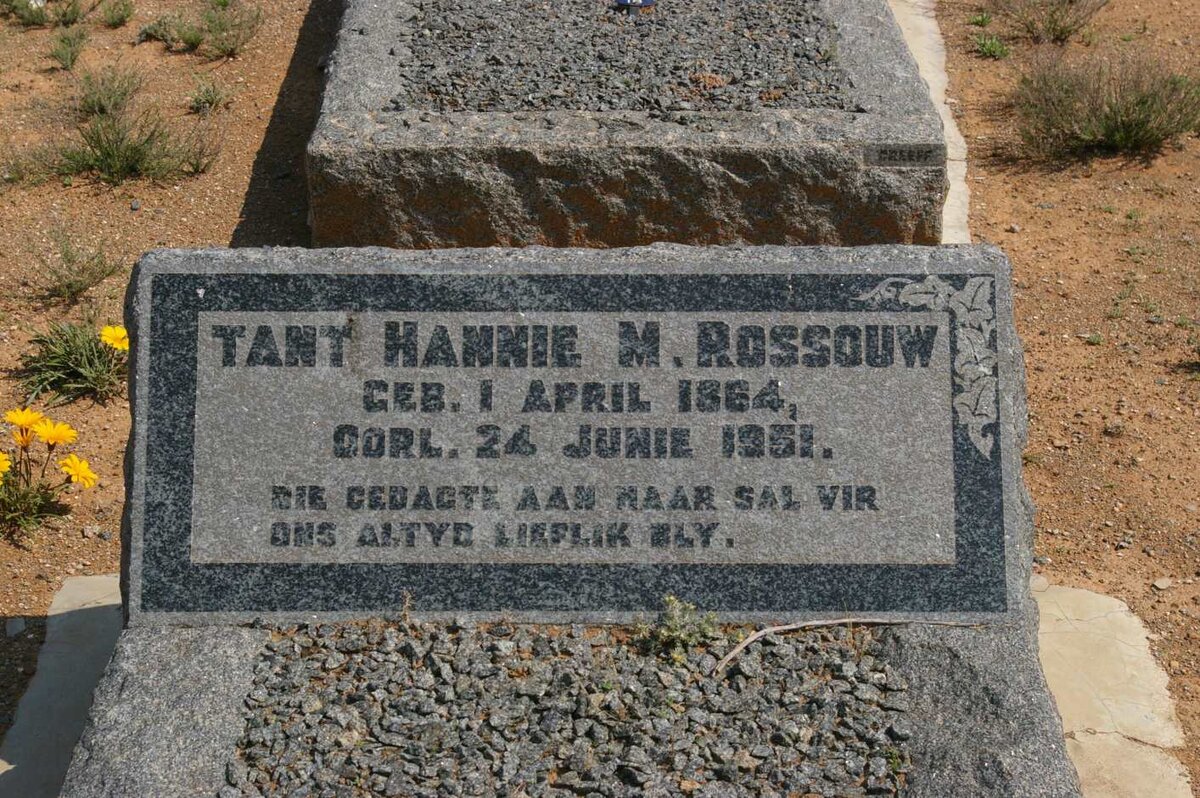 TANT HANNIE M. ROSSOUW
GEB. 1 APRIL 1864,
OORL. 24 JUNIE 1951.
DIE GEDAGTE AAN HAAR SAL VIR
ONS ALTYD LIEFLIK BLY.